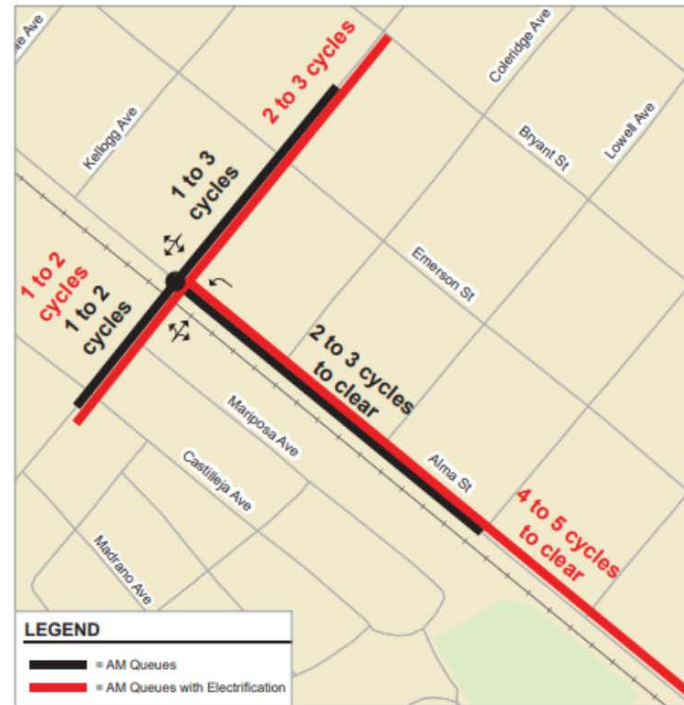 Kellogg Ave
2 to 3 cycles
Coleridge Ave
Lowell Ave
Bryant St
1 to 3
cycles
Emerson St
1 to 2
cycles
1 to 2
cycles
2 to 3 cycles
to clear
Mariposa Ave
Castilleja Ave
Alma St
4 to 5 cycles
to clear
Madrano Ave
LEGEND
= AM Queues
= AM Queues with Electrification